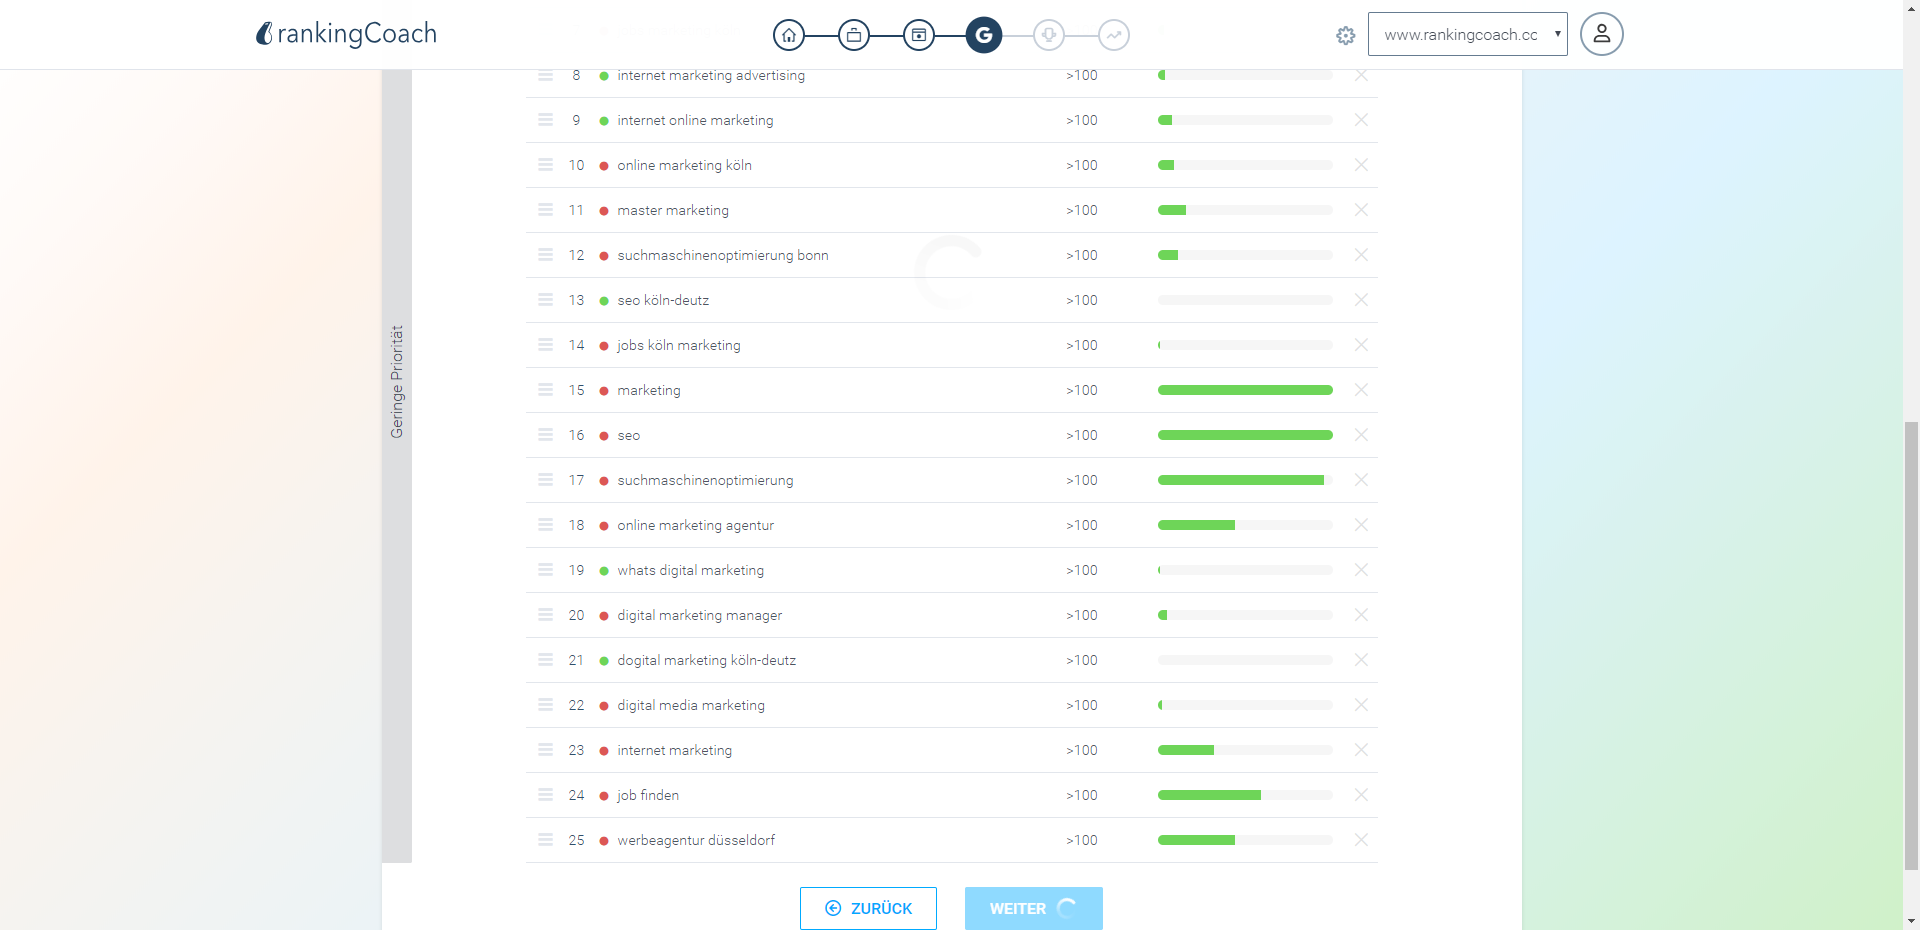 rankingCoach
G
www.rankingcoach.cc
Geringe Priorität
8 internet marketing advertising >100
9 internet online marketing >100
10 online marketing köln >100
11 master marketing >100
12 suchmaschinenoptimierung bonn >100
13 seo köln-deutz >100
14 jobs köln marketing >100
15 marketing >100
16 seo >100
17 suchmaschinenoptimierung >100
18 online marketing agentur >100
19 whats digital marketing >100
20 digital marketing manager >100
21 dogital marketing köln-deutz >100
22 digital media marketing >100
23 internet marketing >100
24 job finden >100
25 werbeagentur düsseldorf >100
ZURÜCK
WEITER